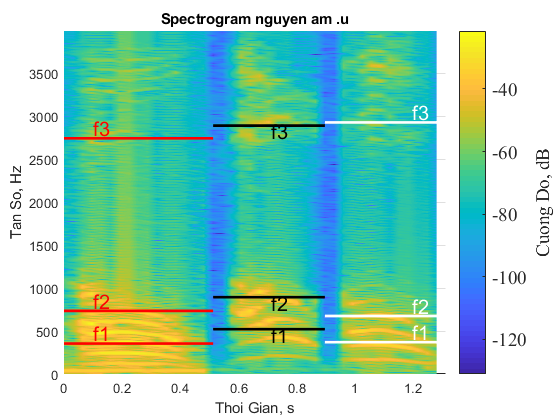 Spectrogram nguyen am .u
3500
3000
2500
2000
1500
1000
500
0
Tan So, Hz
f3
f3
f3
f2
f2
f2
f1
f1
f1
0
0.2
0.4
0.6
0.8
1
1.2
Thoi Gian, s
-40
-60
-80
-100
-120
Cuong Do, dB